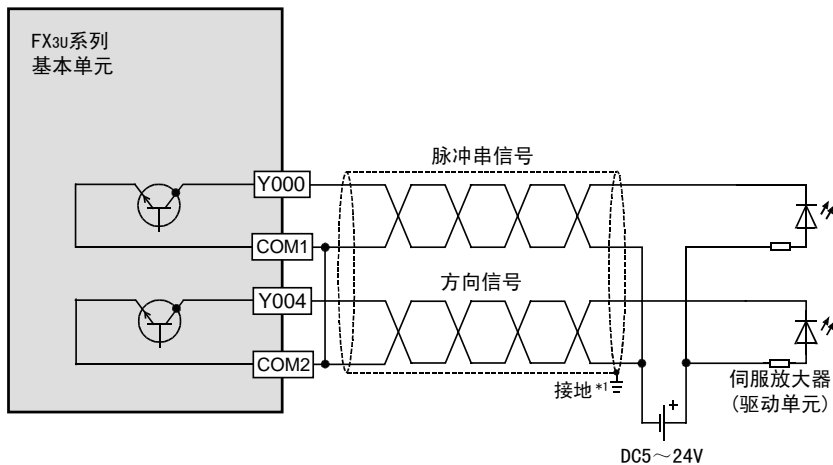 FX3U系列
基本单元
脉冲串信号
Y000
COM1
方向信号
Y004
COM2
接地 *1
伺服放大器
(驱动单元)
+
DC5～24V